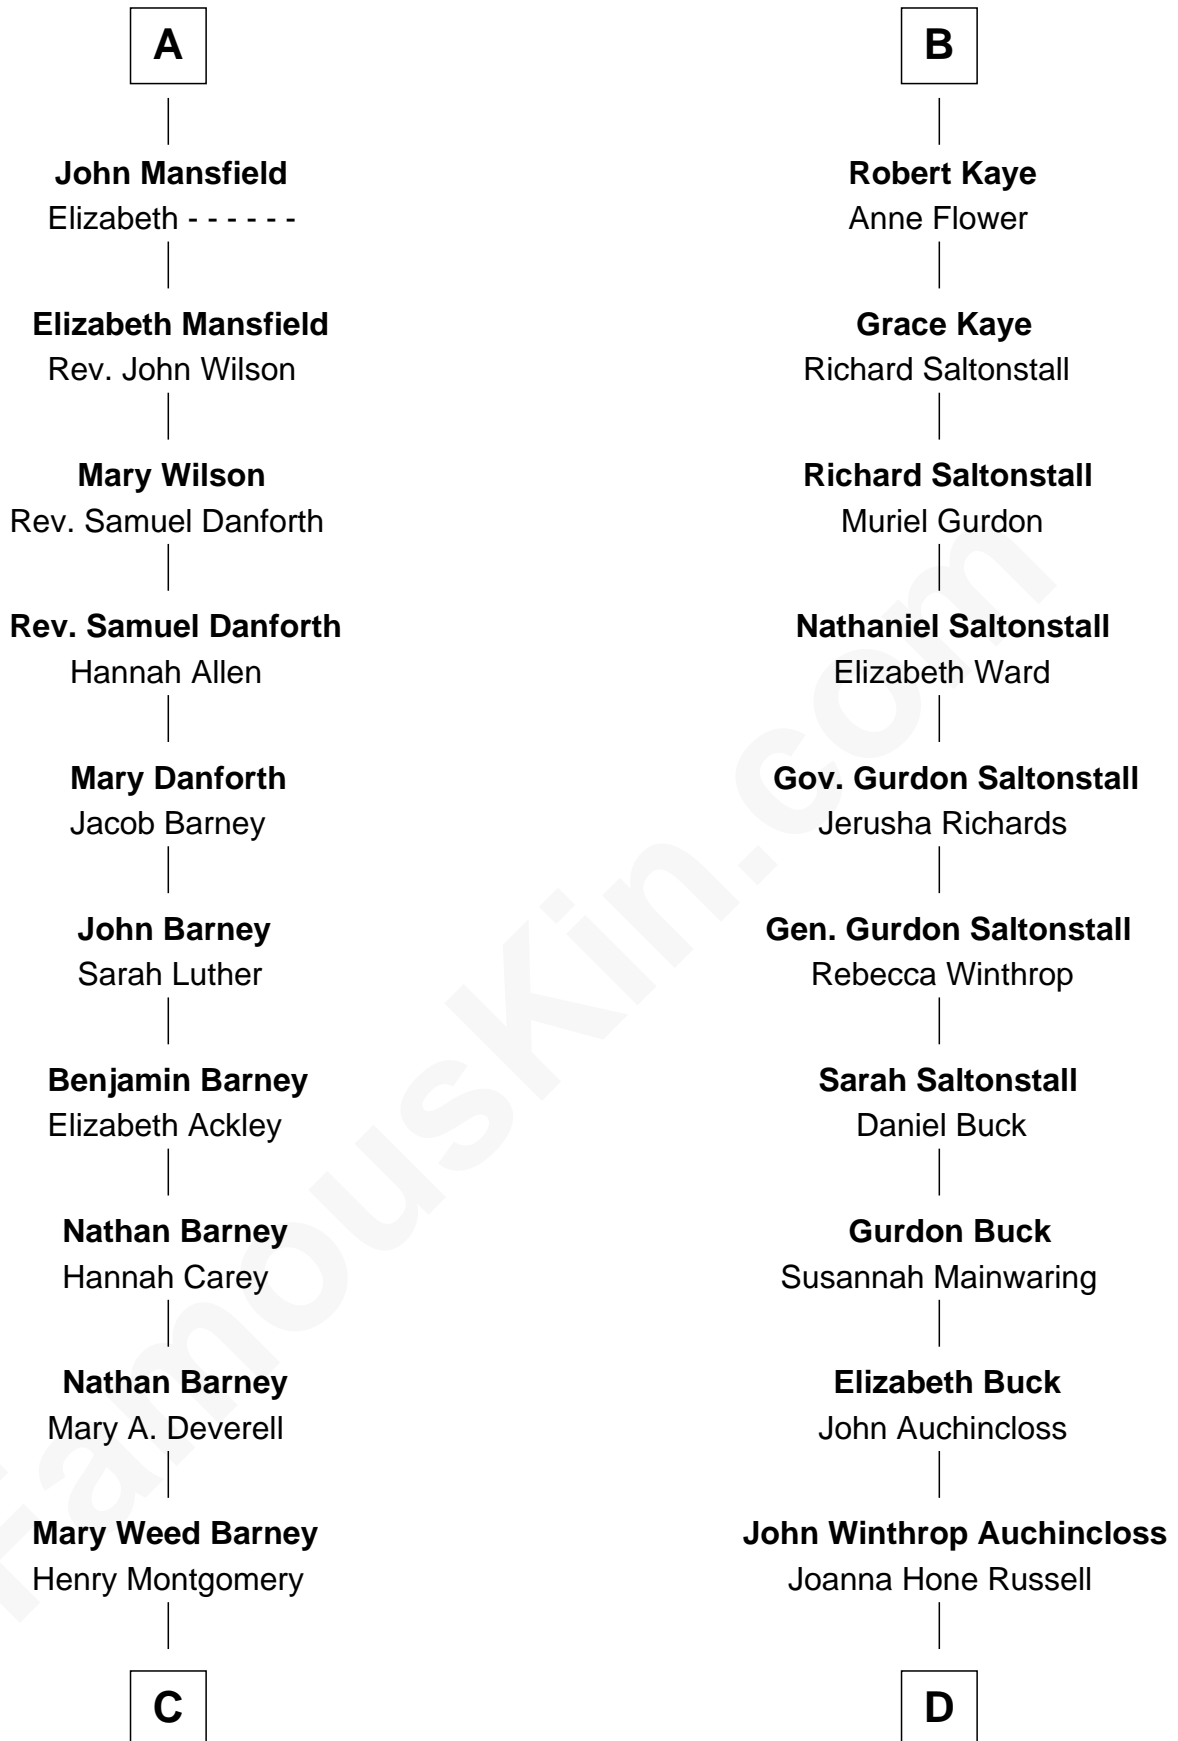 A
John Mansfield
Elizabeth - - - - - -
Elizabeth Mansfield
Rev. John Wilson
Mary Wilson
Rev. Samuel Danforth
Rev. Samuel Danforth
Hannah Allen
Mary Danforth
Jacob Barney
John Barney
Sarah Luther
Benjamin Barney
Elizabeth Ackley
Nathan Barney
Hannah Carey
Nathan Barney
Mary A. Deverell
Mary Weed Barney
Henry Montgomery
C
B
Robert Kaye
Anne Flower
Grace Kaye
Richard Saltonstall
Richard Saltonstall
Muriel Gurdon
Nathaniel Saltonstall
Elizabeth Ward
Gov. Gurdon Saltonstall
Jerusha Richards
Gen. Gurdon Saltonstall
Rebecca Winthrop
Sarah Saltonstall
Daniel Buck
Gurdon Buck
Susannah Mainwaring
Elizabeth Buck
John Auchincloss
John Winthrop Auchincloss
Joanna Hone Russell
D
FamousKin.com